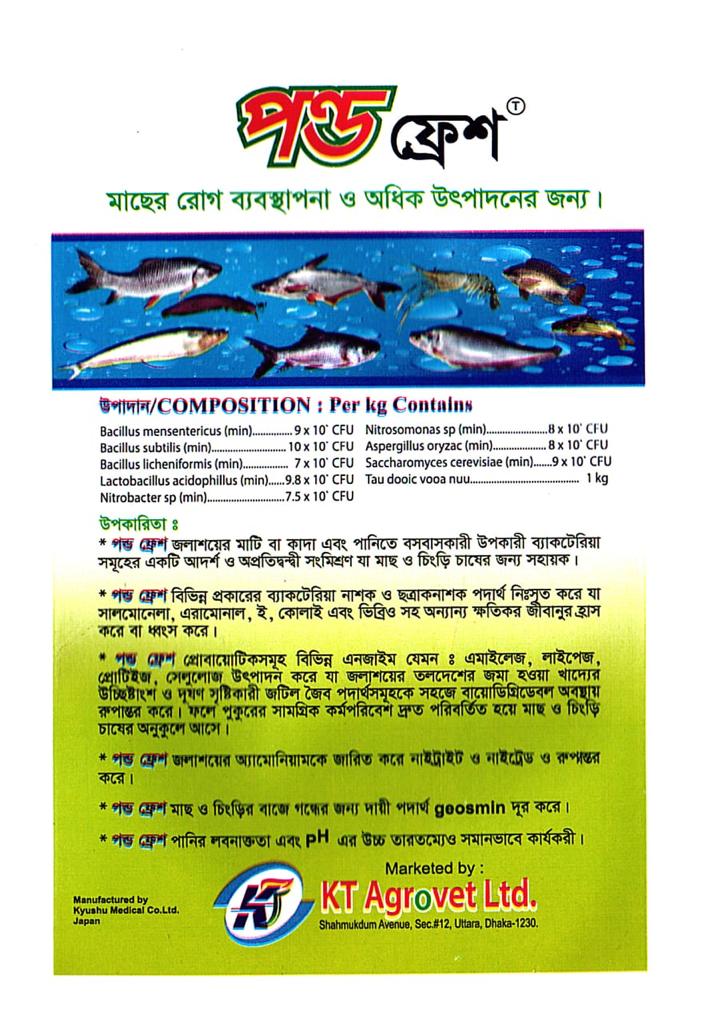 পন্ড ফ্রেশ Ⓣ
মাছের রোগ ব্যবস্থাপনা ও অধিক উৎপাদনের জন্য ।
উপাদান/COMPOSITION : Per kg Contains
Bacillus mensentericus (min)..............9 x 10˙ CFU
Bacillus subtilis (min)..........................10 x 10˙ CFU
Bacillus licheniformis (min)................ 7 x 10˙ CFU
Lactobacillus acidophillus (min)......9.8 x 10˙ CFU
Nitrobacter sp (min)...........................7.5 x 10˙ CFU
Nitrosomonas sp (min).....................8 x 10˙ CFU
Aspergillus oryzac (min)...................8 x 10˙ CFU
Saccharomyces cerevisiae (min)......9 x 10˙ CFU
Tau dooic vooa nuu..................................... 1 kg
উপকারিতা ঃ
* পন্ড ফ্রেশ জলাশয়ের মাটি বা কাদা এবং পানিতে বসবাসকারী উপকারী ব্যাকটেরিয়া
সমূহের একটি আদর্শ ও অপ্রতিদ্বন্দ্বী সংমিশ্রণ যা মাছ ও চিংড়ি চাষের জন্য সহায়ক ।
* পন্ড ফ্রেশ বিভিন্ন প্রকারের ব্যাকটেরিয়া নাশক ও ছত্রাকনাশক পদার্থ নিঃসৃত করে যা
সালমোনেলা, এরামোনাল, ই, কোলাই এবং ভিব্রিও সহ অন্যান্য ক্ষতিকর জীবানুর হ্রাস
করে বা ধ্বংস করে ।
* পন্ড ফ্রেশ প্রোবায়োটিকসমূহ বিভিন্ন এনজাইম যেমন ঃ এমাইলেজ, লাইপেজ,
প্রোটিইজ, সেলুলোজ উৎপাদন করে যা জলাশয়ের তলদেশের জমা হওয়া খাদ্যের
উচ্ছিষ্টাংশ ও দূষণ সৃষ্টিকারী জটিল জৈব পদার্থসমূহকে সহজে বায়োডিগ্রিডেবল অবস্থায়
রুপান্তর করে । ফলে পুকুরের সামগ্রিক কর্মপরিবেশ দ্রুত পরিবর্তিত হয়ে মাছ ও চিংড়ি
চাষের অনুকুলে আসে ।
* পন্ড ফ্রেশ জলাশয়ের অ্যামোনিয়ামকে জারিত করে নাইট্রাইট ও নাইট্রেড ও রুপান্তর
করে ।
* পন্ড ফ্রেশ মাছ ও চিংড়ির বাজে গন্ধের জন্য দায়ী পদার্থ geosmin দূর করে ।
* পন্ড ফ্রেশ পানির লবনাক্ততা এবং pH এর উচ্চ তারতম্যেও সমানভাবে কার্যকরী ।
Manufactured by
Kyushu Medical Co.Ltd.
Japan
KT
Marketed by :
KT Agrovet Ltd.
Shahmukdum Avenue, Sec.#12, Uttara, Dhaka-1230.